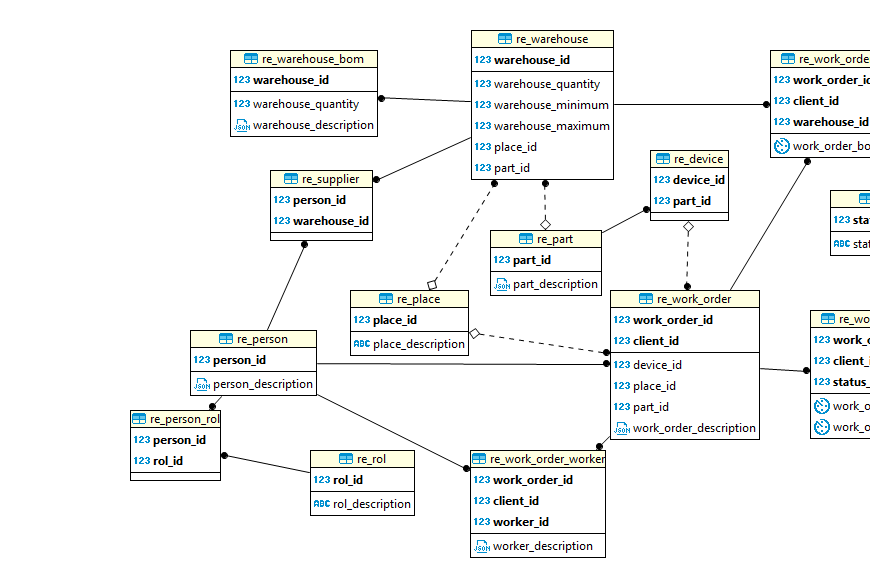 re_warehouse_bom
123 warehouse_id
123 warehouse_quantity
JSON warehouse_description
re_warehouse
123 warehouse_id
123 warehouse_quantity
123 warehouse_minimum
123 warehouse_maximum
123 place_id
123 part_id
re_work_orde
123 work_order_id
123 client_id
123 warehouse_id
work_order_bo
re_supplier
123 person_id
123 warehouse_id
re_device
123 device_id
123 part_id
123 sta
ABC stat
re_part
123 part_id
JSON part_description
re_place
123 place_id
ABC place_description
re_work_order
123 work_order_id
123 client_id
123 device_id
123 place_id
123 part_id
JSON work_order_description
re_wo
123 work_o
123 client_i
123 status_
work_o
work_o
re_person
123 person_id
JSON person_description
re_person_rol
123 person_id
123 rol_id
re_rol
123 rol_id
ABC rol_description
re_work_order_worker
123 work_order_id
123 client_id
123 worker_id
JSON worker_description